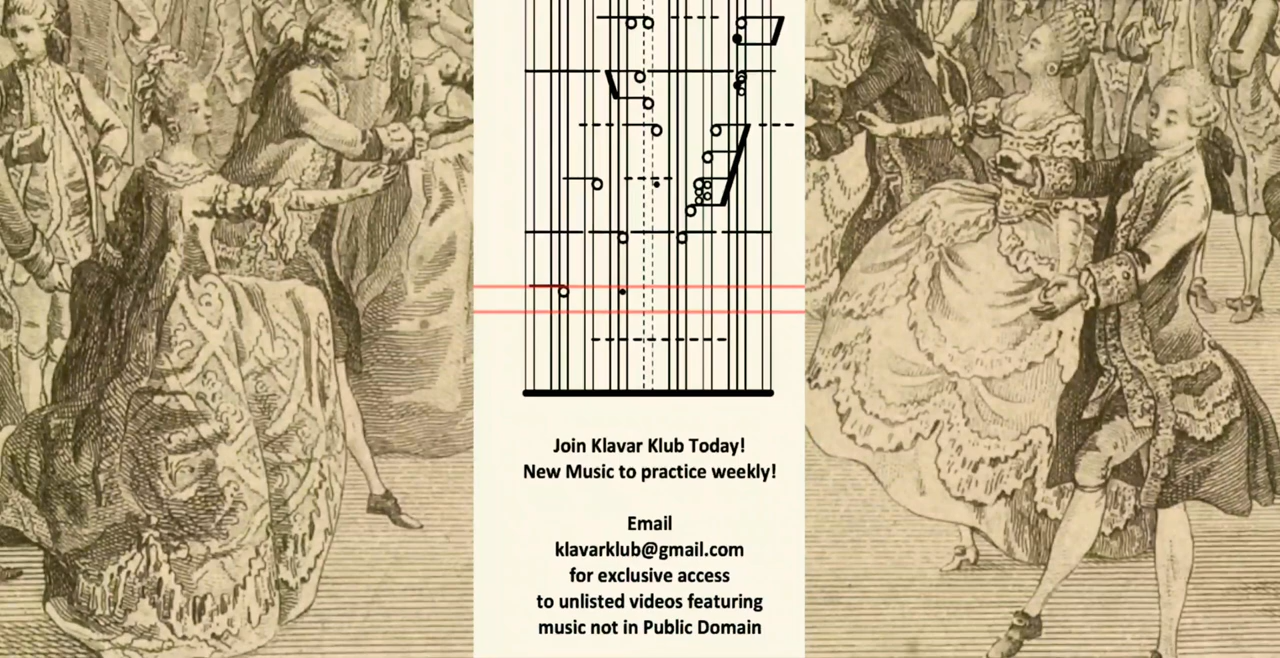 Join Klavar Klub Today!
New Music to practice weekly!
Email
klavarklub@gmail.com
for exclusive access
to unlisted videos featuring
music not in Public Domain